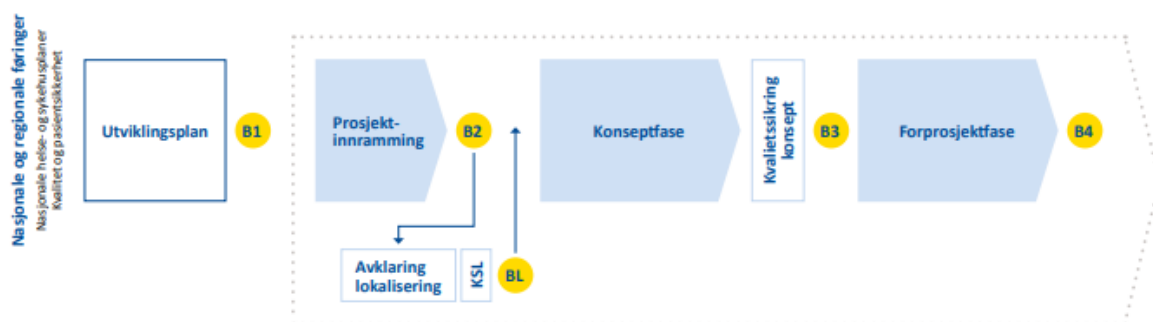 Nasjonale og regionale føringer
Nasjonale helse- og sykehusplaner
Kvalitet og pasientsikkerhet
Utviklingsplan
B1
Prosjekt-
innramming
B2
Avklaring
lokalisering
KSL
BL
Konseptfase
Kvalietssikring
konsept
B3
Forprosjektfase
B4